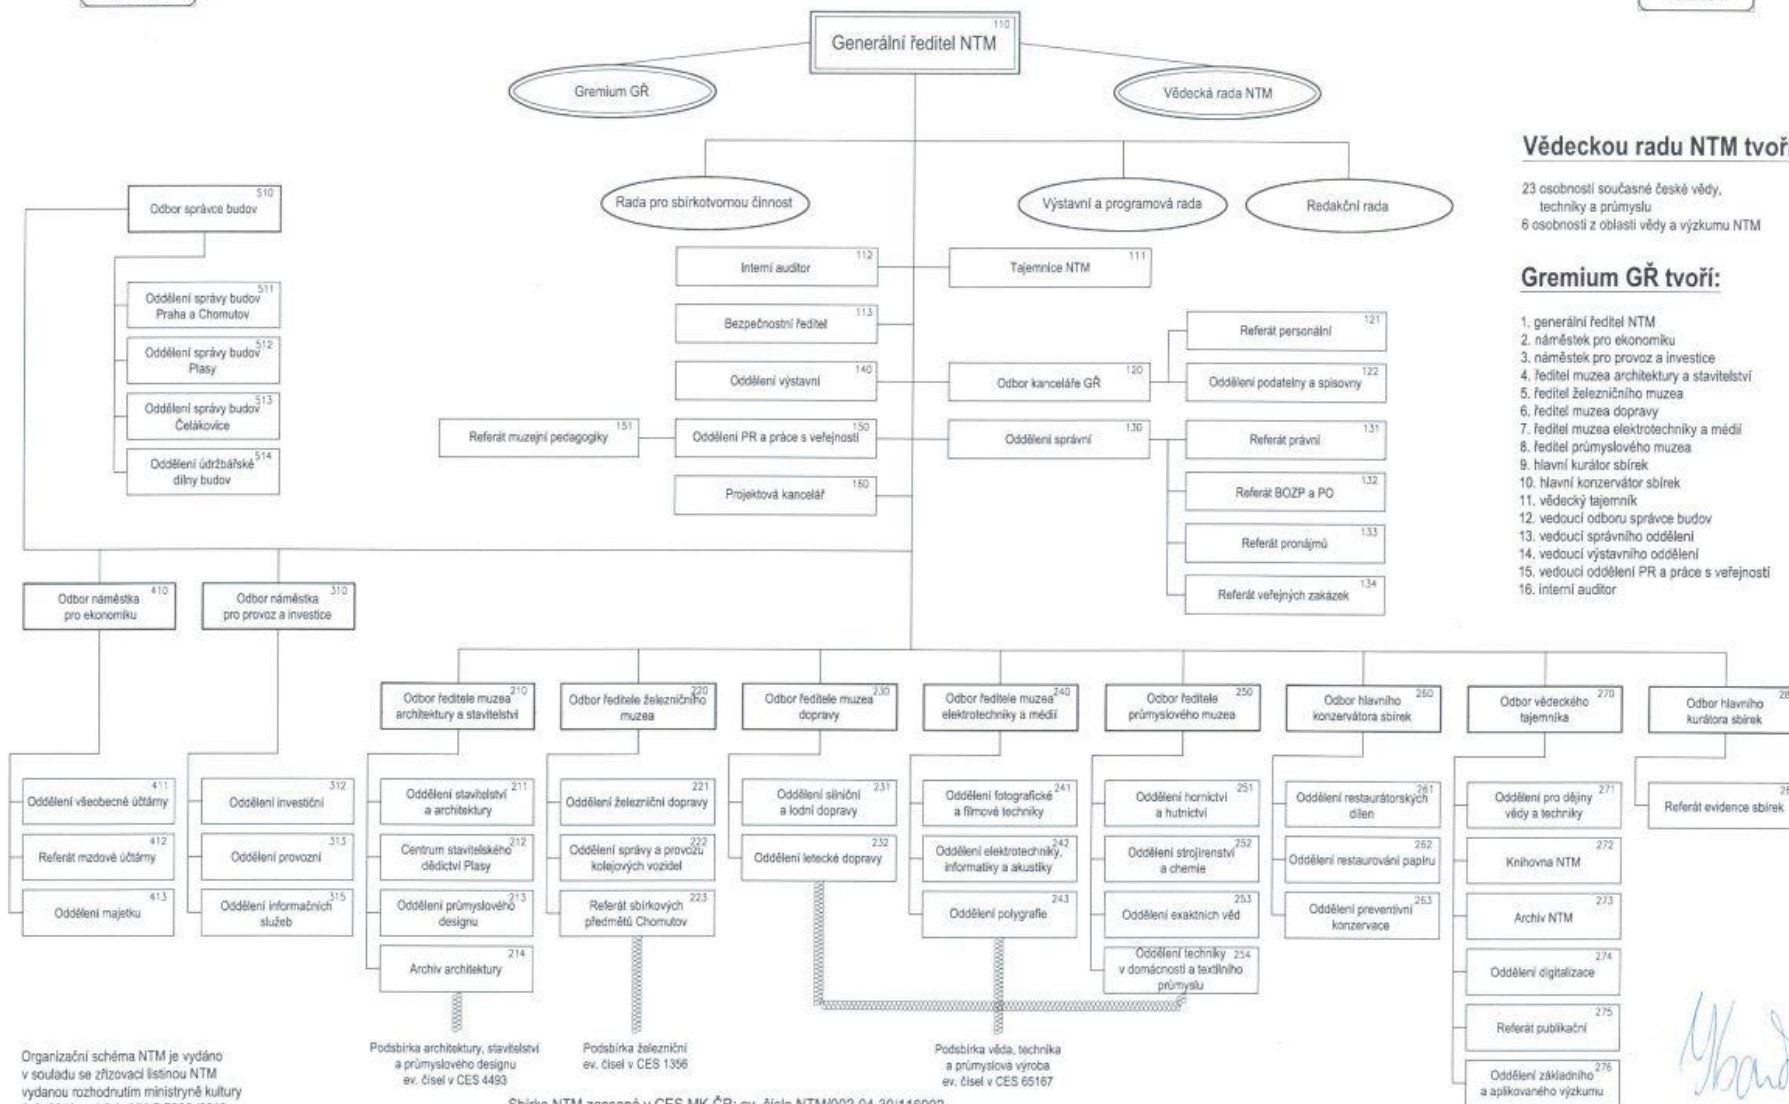 110
Generální ředitel NTM
Gremium GŘ
Vědecká rada NTM
Rada pro sbírkotvornou činnost
Výstavní a programová rada
Redakční rada
Vědeckou radu NTM tvoř
23 osobností současné české vědy,
techniky a průmyslu
6 osobností z oblasti vědy a výzkumu NTM
Gremium GŘ tvoří:
1. generální ředitel NTM
2. náměstek pro ekonomiku
3. náměstek pro provoz a investice
4. ředitel muzea architektury a stavitelství
5. ředitel železničního muzea
6. ředitel muzea dopravy
7. ředitel muzea elektrotechniky a médií
8. ředitel průmyslového muzea
9. hlavní kurátor sbírek
10. hlavní konzervátor sbírek
11. vědecký tajemník
12. vedoucí odboru správce budov
13. vedoucí správního oddělení
14. vedoucí výstavního oddělení
15. vedoucí oddělení PR a práce s veřejností
16. interní auditor
510
Odbor správce budov
511
Oddělení správy budov
Praha a Chomutov
512
Oddělení správy budov
Plasy
513
Oddělení správy budov
Čelákovice
514
Oddělení údržbářské
dílny budov
112
Interní auditor
111
Tajemnice NTM
113
Bezpečnostní ředitel
121
Referát personální
140
Oddělení výstavní
120
Odbor kanceláře GŘ
122
Oddělení podatelny a spisovny
151
Referát muzejní pedagogiky
150
Oddělení PR a práce s veřejností
130
Oddělení správní
131
Referát právní
160
Projektová kancelář
132
Referát BOZP a PO
133
Referát pronájmů
134
Referát veřejných zakázek
410
Odbor náměstka
pro ekonomiku
310
Odbor náměstka
pro provoz a investice
210
Odbor ředitele muzea
architektury a stavitelství
220
Odbor ředitele železničního
muzea
230
Odbor ředitele muzea
dopravy
240
Odbor ředitele muzea
elektrotechniky a médií
250
Odbor ředitele
průmyslového muzea
260
Odbor hlavního
konzervátora sbírek
270
Odbor vědeckého
tajemníka
28
Odbor hlavního
kurátora sbírek
411
Oddělení všeobecné účtárny
412
Referát mzdové účtárny
413
Oddělení majetku
312
Oddělení investiční
313
Oddělení provozní
315
Oddělení informačních
služeb
211
Oddělení stavitelství
a architektury
212
Centrum stavitelského
dědictví Plasy
213
Oddělení průmyslového
designu
214
Archiv architektury
221
Oddělení železniční dopravy
222
Oddělení správy a provozu
kolejových vozidel
223
Referát sbírkových
předmětů Chomutov
231
Oddělení silniční
a lodní dopravy
232
Oddělení letecké dopravy
241
Oddělení fotografické
a filmové techniky
242
Oddělení elektrotechniky,
informatiky a akustiky
243
Oddělení polygrafie
251
Oddělení hornictví
a hutnictví
252
Oddělení strojírenství
a chemie
253
Oddělení exaktních věd
254
Oddělení techniky
v domácnosti a textilního
průmyslu
261
Oddělení restaurátorských
dílen
262
Oddělení restaurování papíru
263
Oddělení preventivní
konzervace
271
Oddělení pro dějiny
vědy a techniky
272
Knihovna NTM
273
Archiv NTM
274
Oddělení digitalizace
275
Referát publikační
276
Oddělení základního
a aplikovaného výzkumu
28
Referát evidence sbírek
Podsbírka architektury, stavitelství
a průmyslového designu
ev. čísel v CES 4493
Podsbírka železniční
ev. čísel v CES 1356
Podsbírka věda, technika
a průmyslová výroba
ev. čísel v CES 65167
Organizační schéma NTM je vydáno
v souladu se zřizovací listinou NTM
vydanou rozhodnutím ministryně kultury